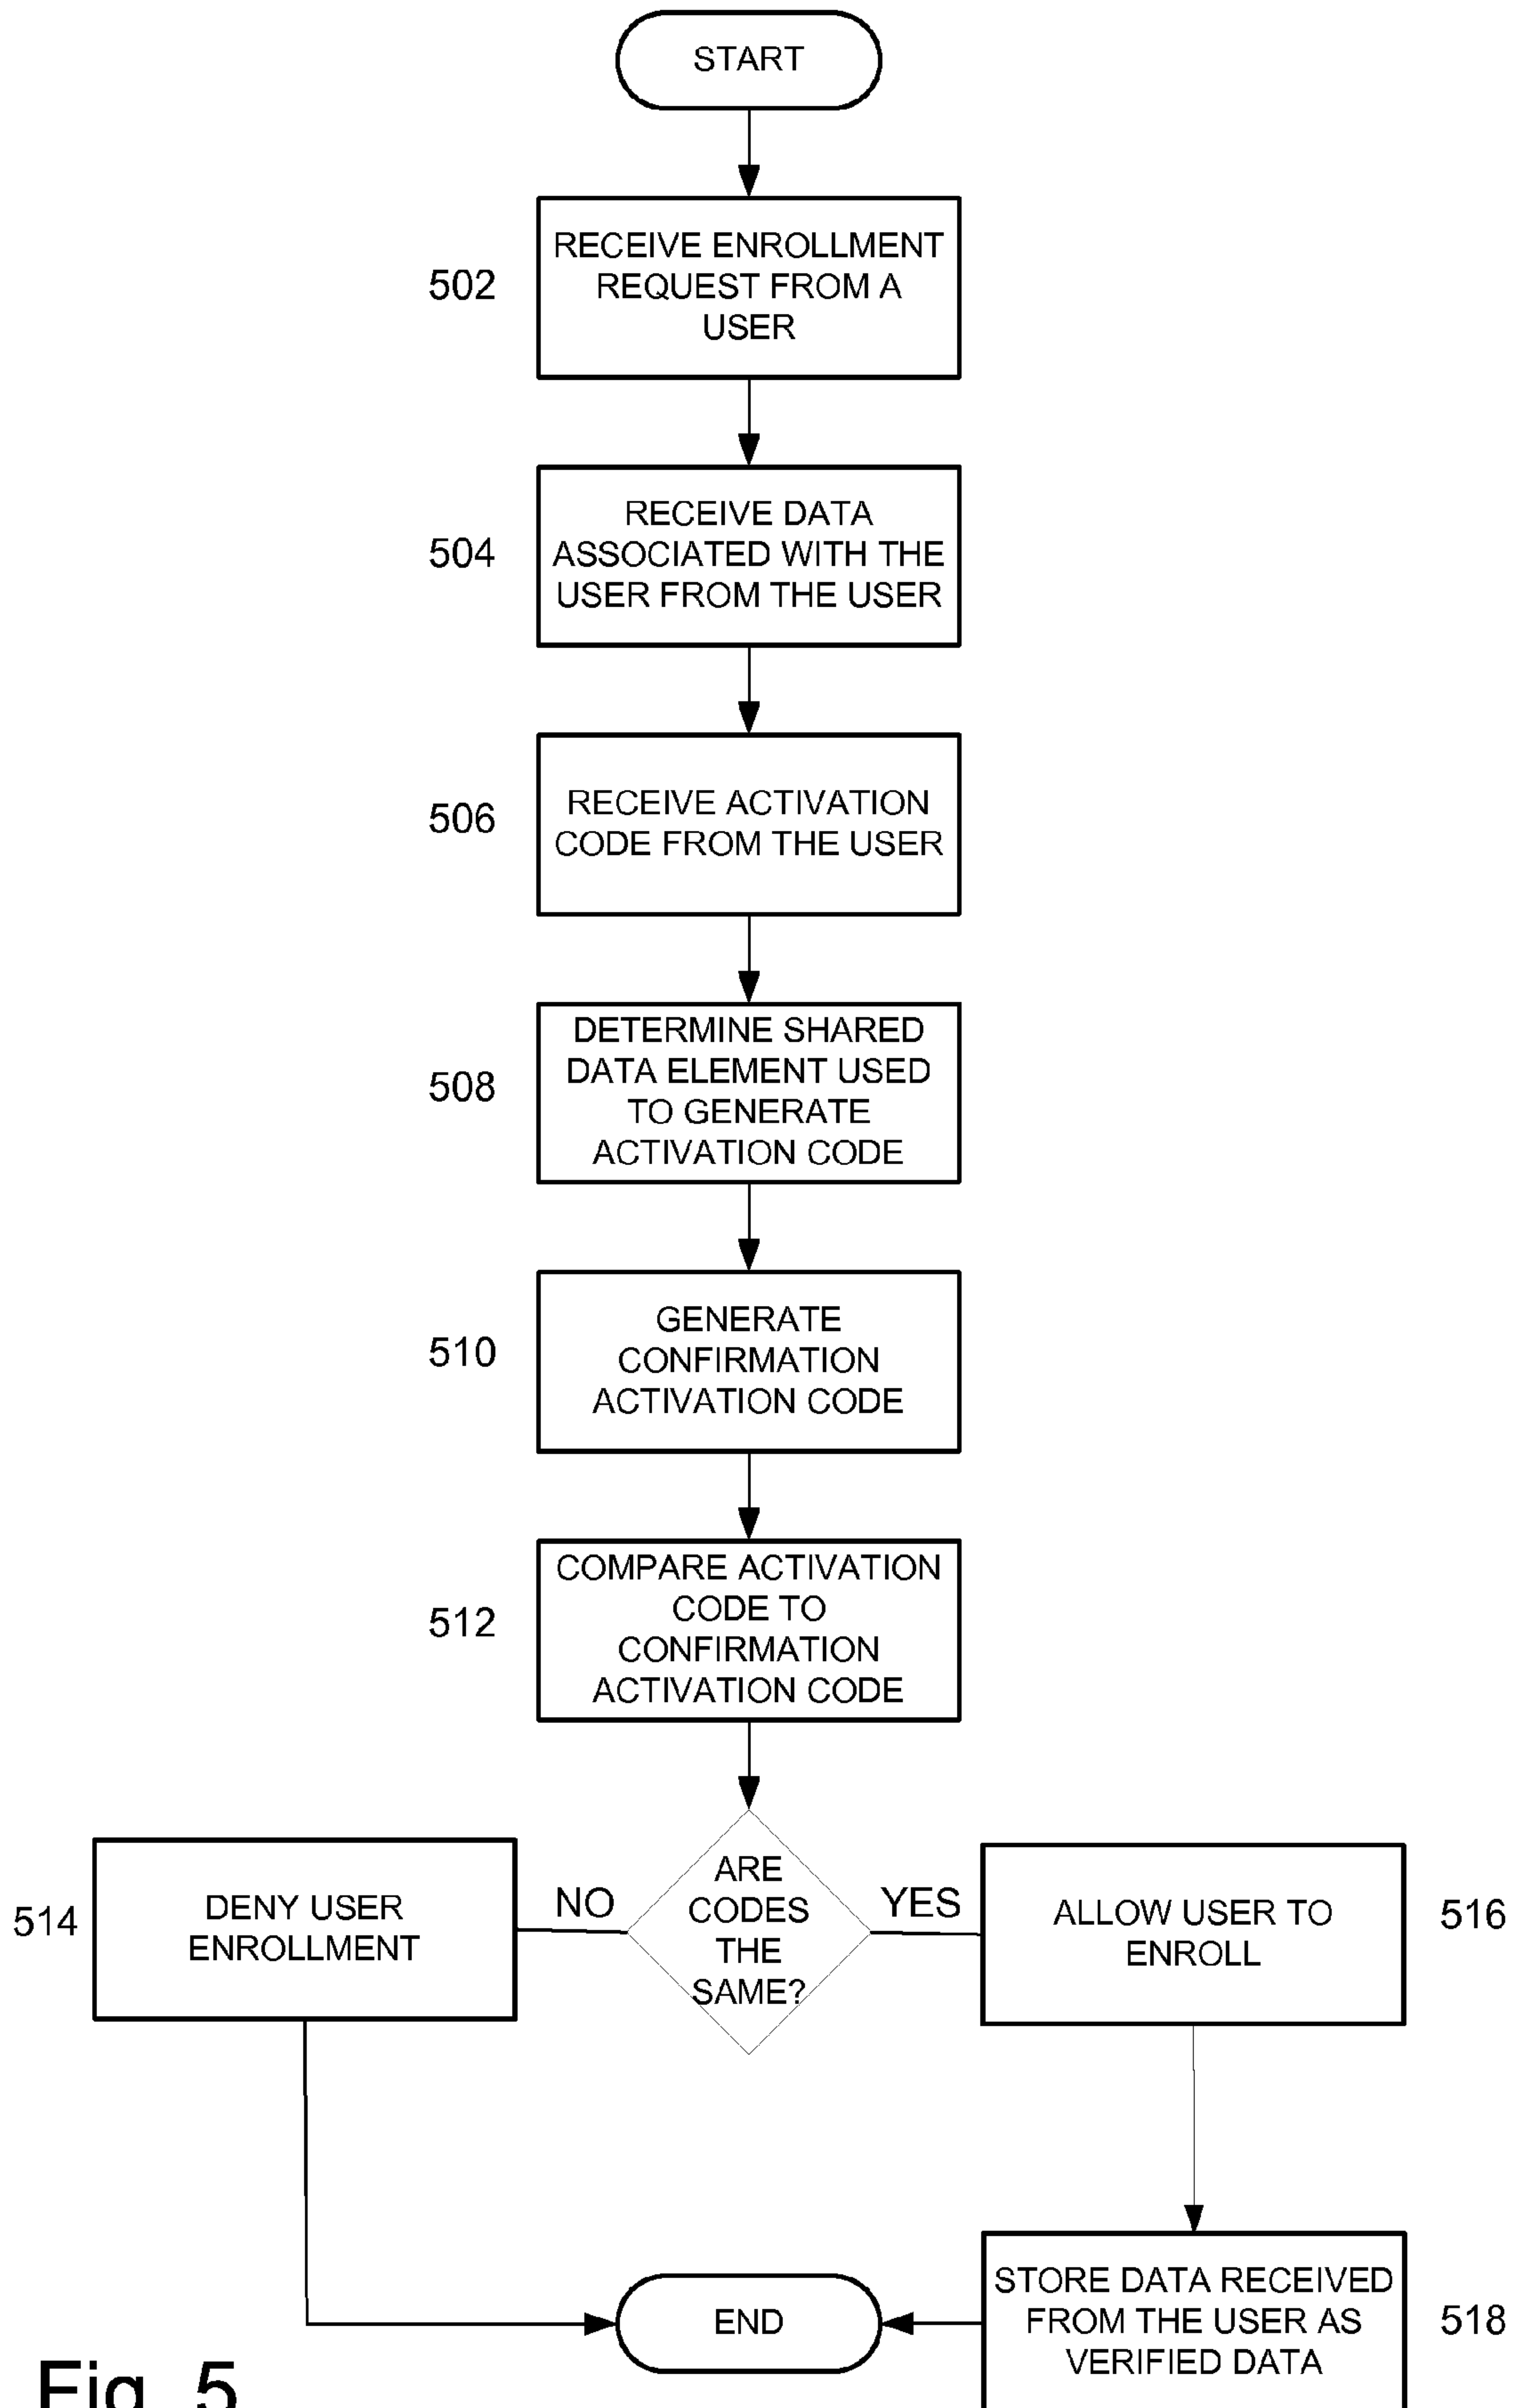 START
RECEIVE ENROLLMENT
REQUEST FROM A
USER
502
RECEIVE DATA
ASSOCIATED WITH THE
USER FROM THE USER
504
RECEIVE ACTIVATION
CODE FROM THE USER
506
DETERMINE SHARED
DATA ELEMENT USED
TO GENERATE
ACTIVATION CODE
508
GENERATE
CONFIRMATION
ACTIVATION CODE
510
COMPARE ACTIVATION
CODE TO
CONFIRMATION
ACTIVATION CODE
512
ARE
CODES
THE
SAME?
NO
YES
514
DENY USER
ENROLLMENT
ALLOW USER TO
ENROLL
516
END
STORE DATA RECEIVED
FROM THE USER AS
VERIFIED DATA
518
Fig. 5